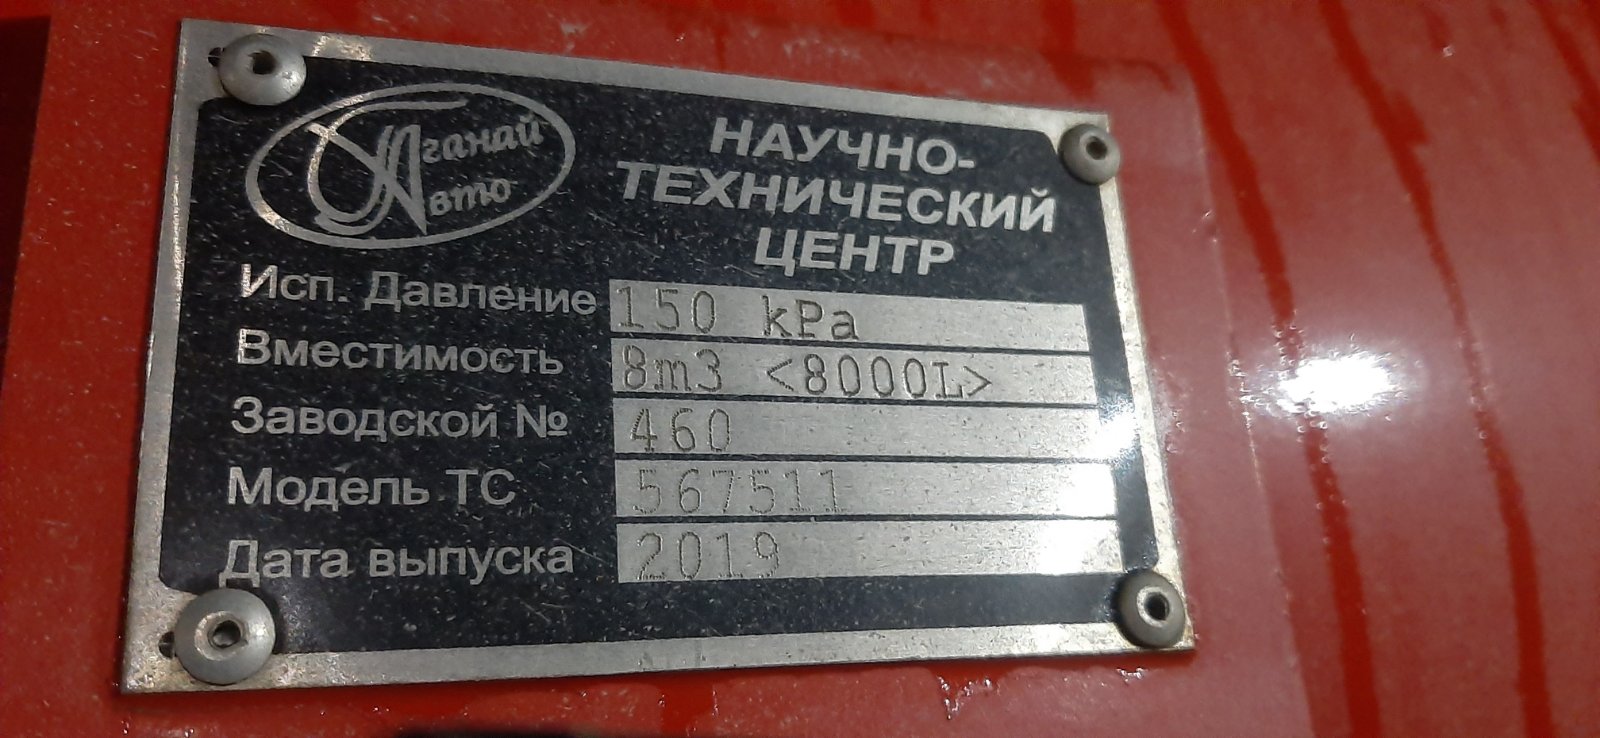 Яганай
Авто
НАУЧНО-
ТЕХНИЧЕСКИЙ
ЦЕНТР
Исп. Давление 150 kPa
Вместимость 8m3 <8000L>
Заводской № 460
Модель ТС 567511
Дата выпуска 2019